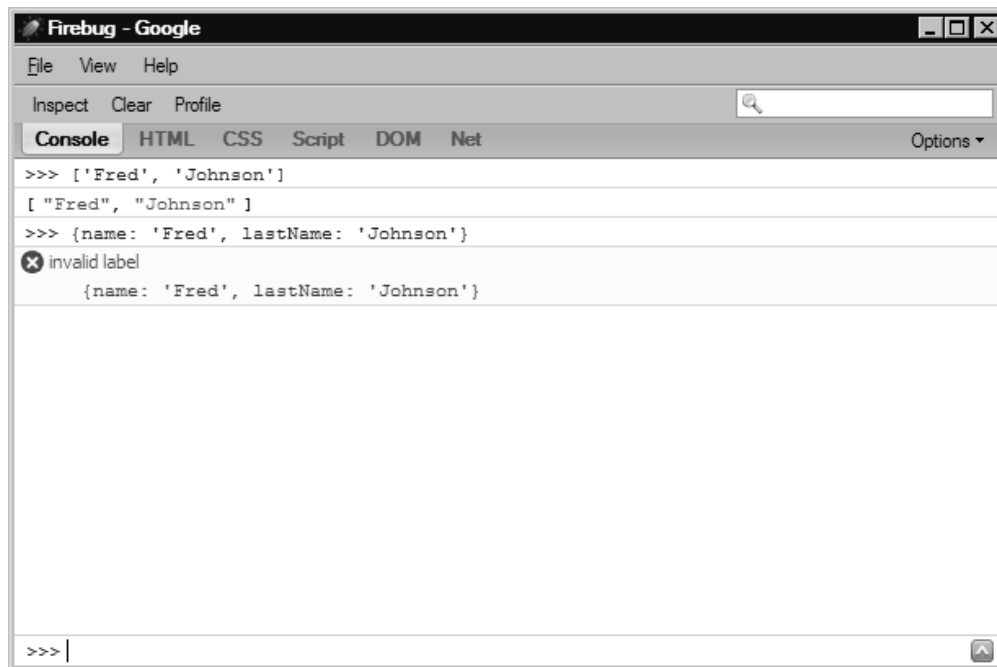 Firebug - Google
File View Help
Inspect Clear Profile
Console HTML CSS Script DOM Net Options
>>> ['Fred', 'Johnson']
[ "Fred", "Johnson" ]
>>> {name: 'Fred', lastName: 'Johnson'}
invalid label
{name: 'Fred', lastName: 'Johnson'}
>>>